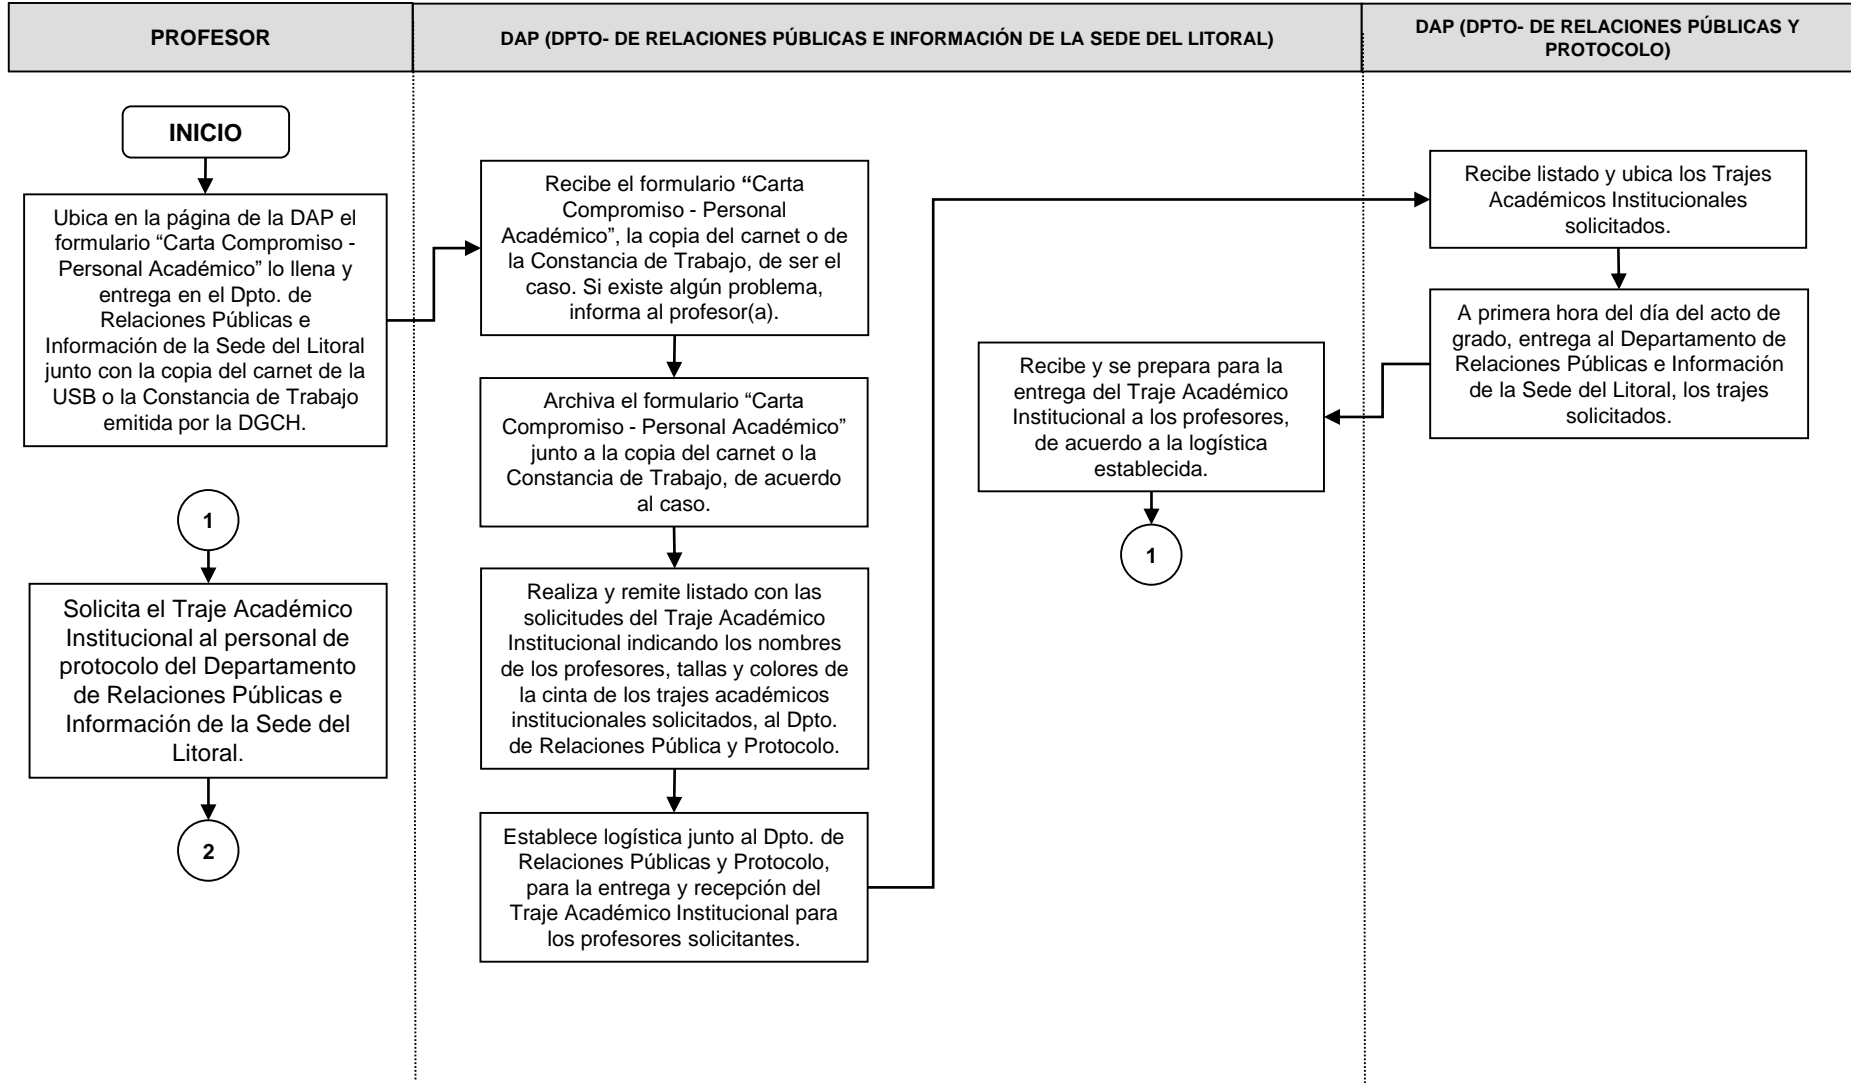 PROFESOR
DAP (DPTO- DE RELACIONES PÚBLICAS E INFORMACIÓN DE LA SEDE DEL LITORAL)
DAP (DPTO- DE RELACIONES PÚBLICAS Y
PROTOCOLO)
INICIO
Ubica en la página de la DAP el
formulario “Carta Compromiso -
Personal Académico” lo llena y
entrega en el Dpto. de
Relaciones Públicas e
Información de la Sede del Litoral
junto con la copia del carnet de la
USB o la Constancia de Trabajo
emitida por la DGCH.
1
Solicita el Traje Académico
Institucional al personal de
protocolo del Departamento
de Relaciones Públicas e
Información de la Sede del
Litoral.
2
Recibe el formulario “Carta
Compromiso - Personal
Académico”, la copia del carnet o de
la Constancia de Trabajo, de ser el
caso. Si existe algún problema,
informa al profesor(a).
Archiva el formulario “Carta
Compromiso - Personal Académico”
junto a la copia del carnet o la
Constancia de Trabajo, de acuerdo
al caso.
Realiza y remite listado con las
solicitudes del Traje Académico
Institucional indicando los nombres
de los profesores, tallas y colores de
la cinta de los trajes académicos
institucionales solicitados, al Dpto.
de Relaciones Pública y Protocolo.
Establece logística junto al Dpto. de
Relaciones Públicas y Protocolo,
para la entrega y recepción del
Traje Académico Institucional para
los profesores solicitantes.
Recibe y se prepara para la
entrega del Traje Académico
Institucional a los profesores,
de acuerdo a la logística
establecida.
1
Recibe listado y ubica los Trajes
Académicos Institucionales
solicitados.
A primera hora del día del acto de
grado, entrega al Departamento de
Relaciones Públicas e Información
de la Sede del Litoral, los trajes
solicitados.